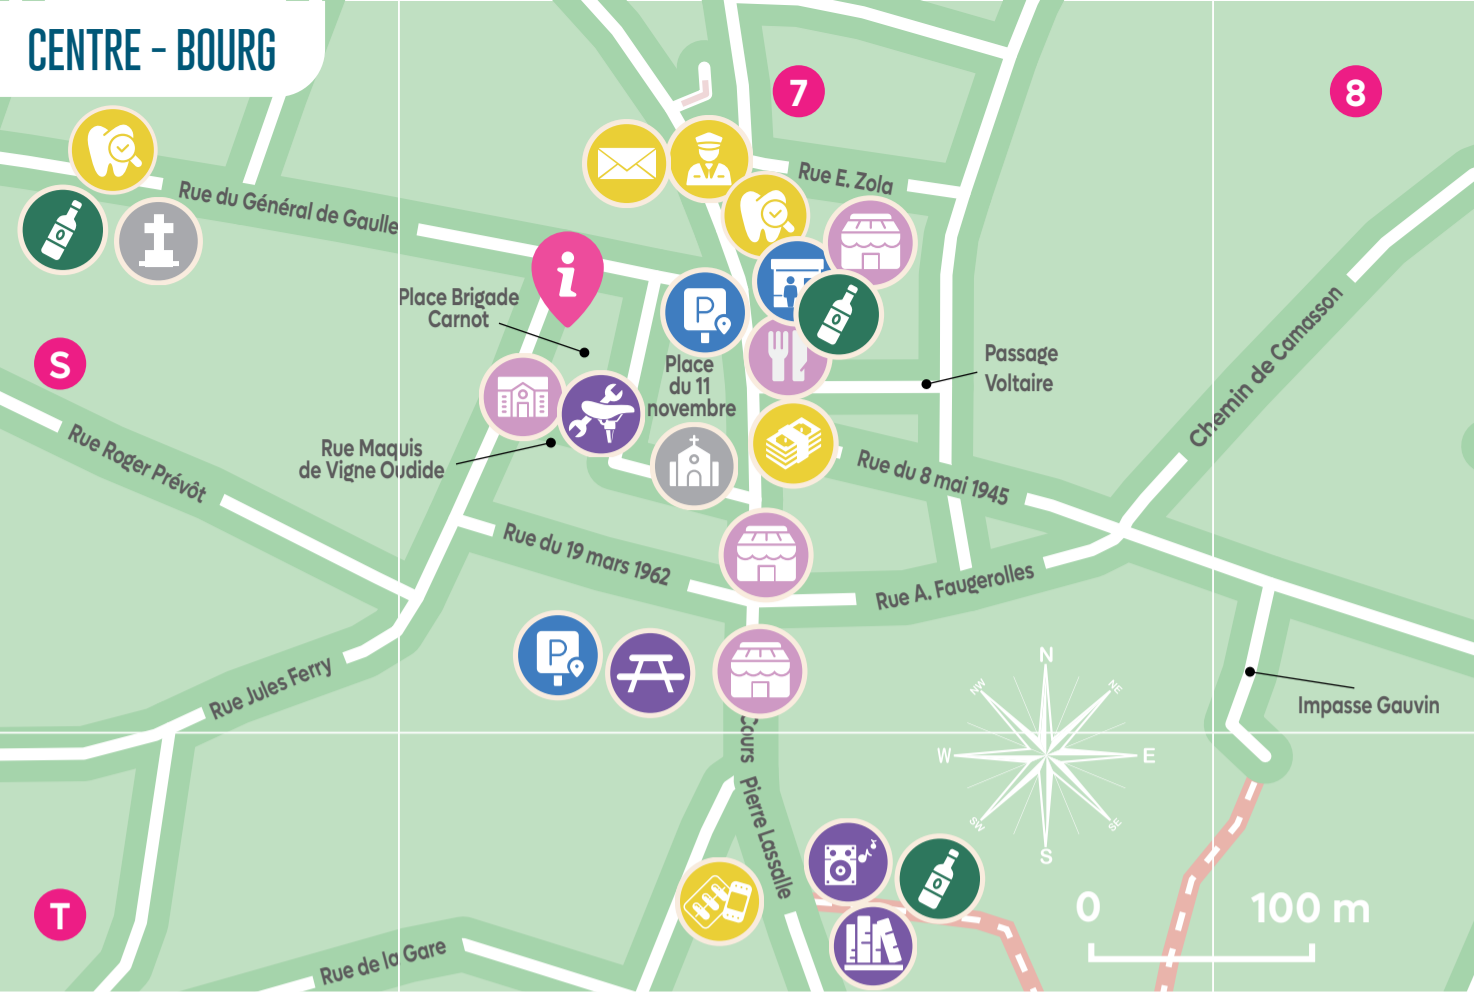 CENTRE - BOURG
7
8
Rue E. Zola
Rue du Général de Gaulle
i
Place Brigade
Carnot
P
S
Place
du 11
novembre
Passage
Voltaire
Chemin de Camasson
Rue Roger Prévôt
Rue Maquis
de Vigne Oudide
Rue du 8 mai 1945
Rue du 19 mars 1962
Rue A. Faugerolles
P
Rue Jules Ferry
N
NW
NE
W
E
SW
SE
S
Impasse Gauvin
Cours Pierre Lassalle
T
0
100 m
Rue de la Gare